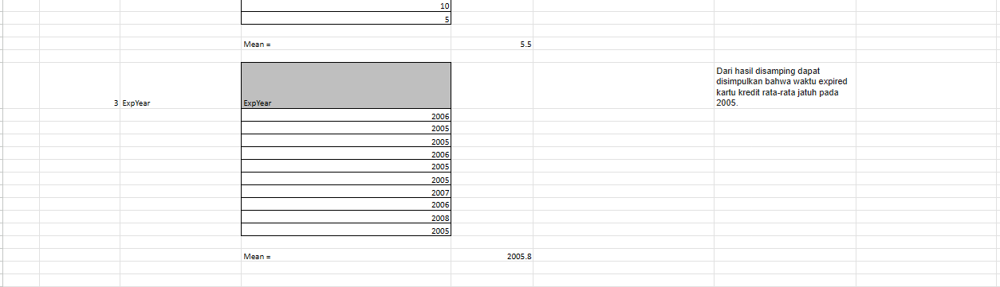 10
5
Mean = 5.5
3 ExpYear ExpYear
Dari hasil disamping dapat
disimpulkan bahwa waktu expired
kartu kredit rata-rata jatuh pada
2005.
2006
2005
2005
2006
2005
2005
2007
2006
2008
2005
Mean = 2005.8